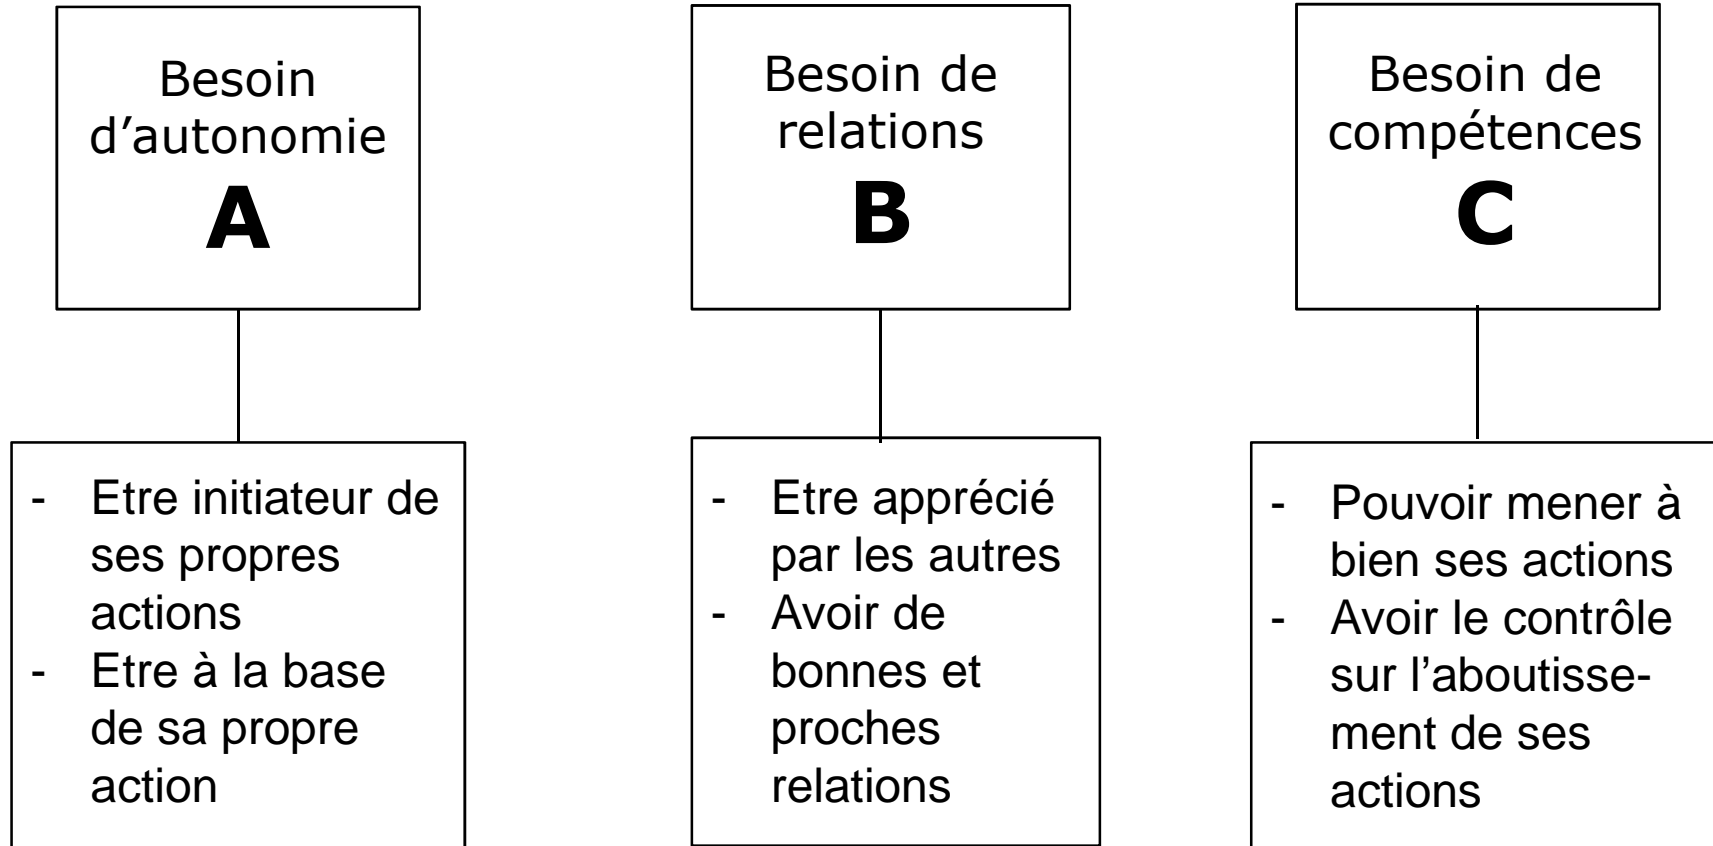 Besoin
d’autonomie
A
Besoin de
relations
B
Besoin de
compétences
C
- Etre initiateur de
ses propres
actions
- Etre à la base
de sa propre
action
- Etre apprécié
par les autres
- Avoir de
bonnes et
proches
relations
- Pouvoir mener à
bien ses actions
- Avoir le contrôle
sur l’aboutisse-
ment de ses
actions